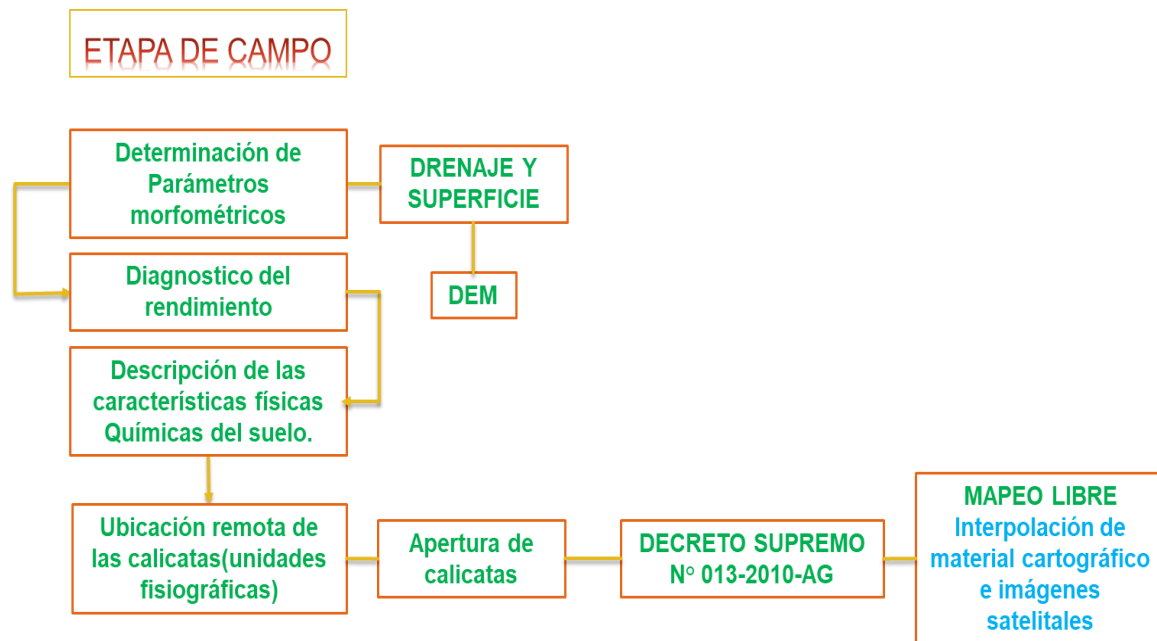 ETAPA DE CAMPO
Determinación de
Parámetros
morfométricos
DRENAJE Y
SUPERFICIE
DEM
Diagnostico del
rendimiento
Descripción de las
características físicas
Químicas del suelo.
Ubicación remota de
las calicatas(unidades
fisiográficas)
Apertura de
calicatas
DECRETO SUPREMO
Nº 013-2010-AG
MAPEO LIBRE
Interpolación de
material cartográfico
e imágenes
satelitales